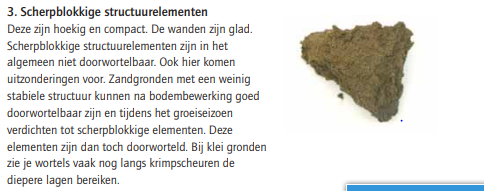 3. Scherpblokkige structuurelementen
Deze zijn hoekig en compact. De wanden zijn glad.
Scherpblokkige structuurelementen zijn in het
algemeen niet doorwortelbaar. Ook hier komen
uitzonderingen voor. Zandgronden met een weinig
stabiele structuur kunnen na bodembewerking goed
doorwortelbaar zijn en tijdens het groeiseizoen
verdichten tot scherpblokkige elementen. Deze
elementen zijn dan toch doorworteld. Bij klei gronden
zie je wortels vaak nog langs krimpscheuren de
diepere lagen bereiken.